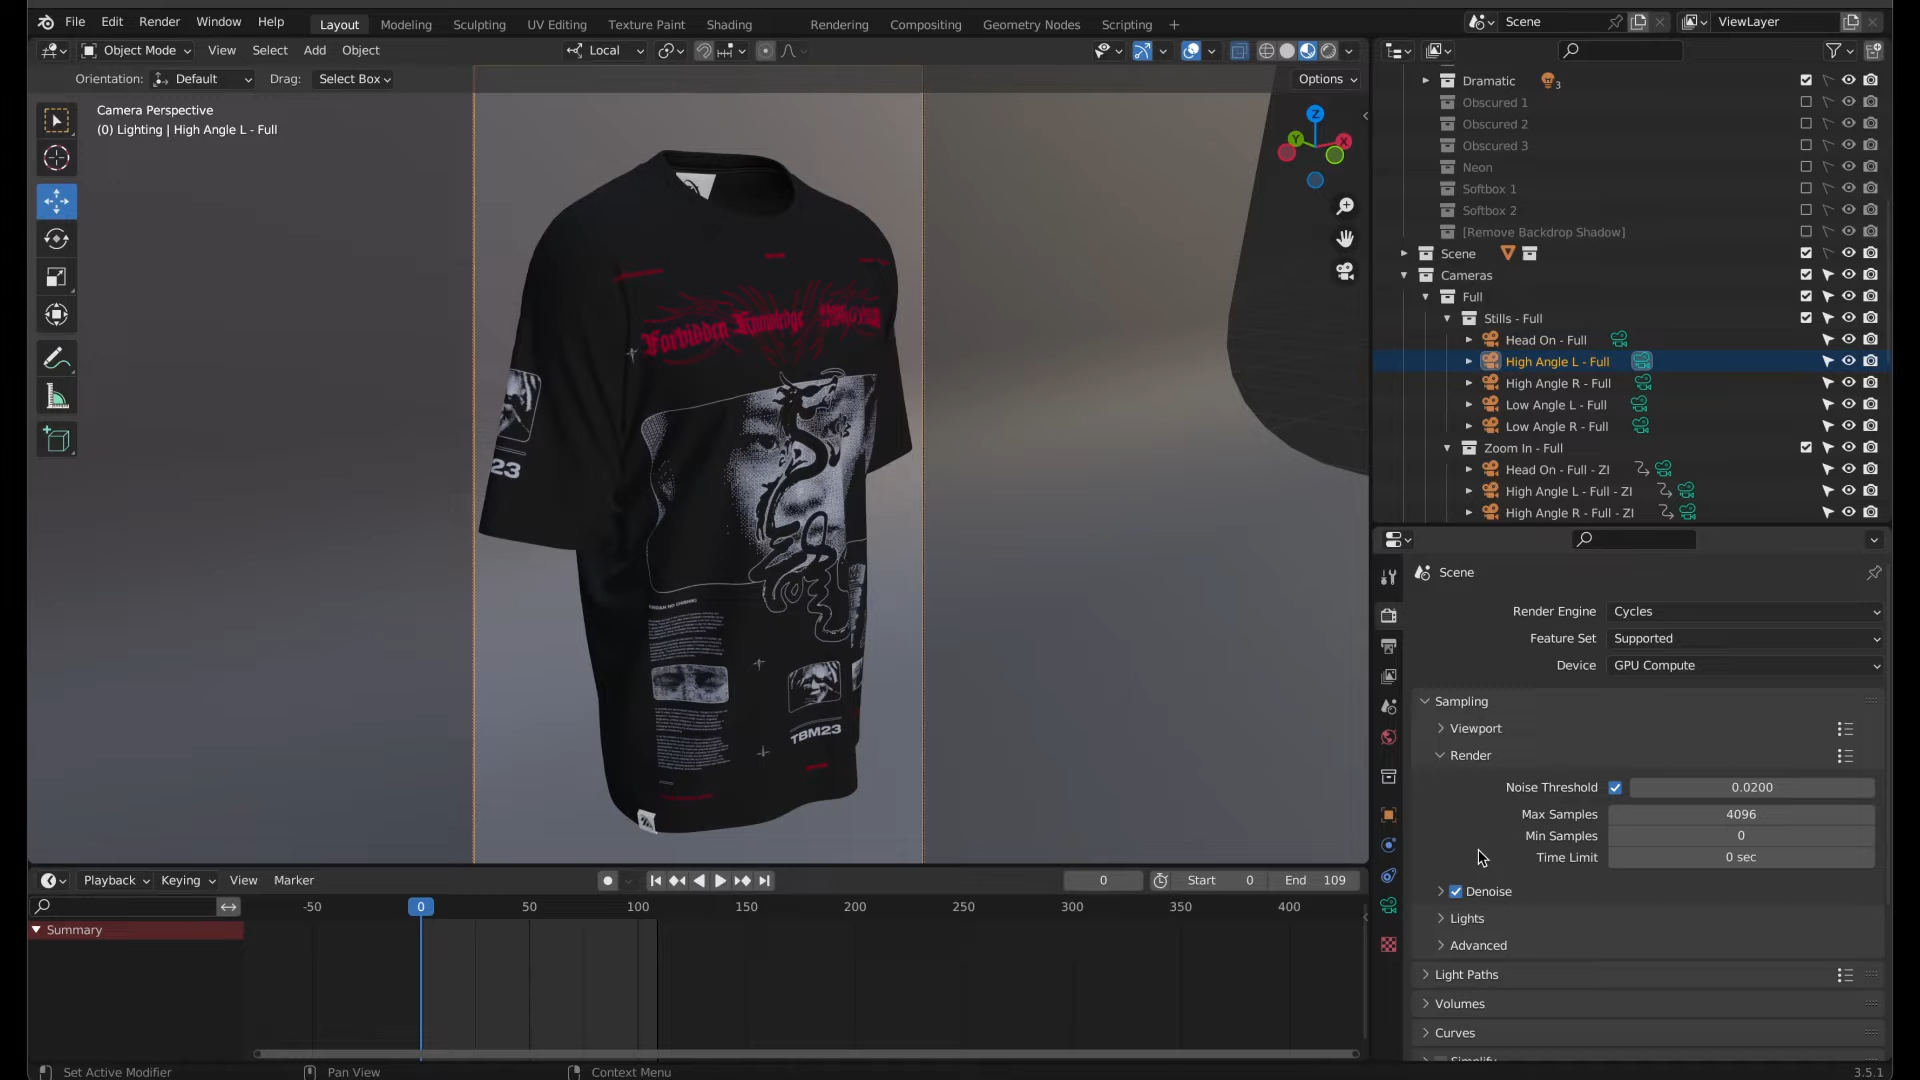 File Edit Render Window Help Layout Modeling Sculpting UV Editing Texture Paint Shading Rendering Compositing Geometry Nodes Scripting + Scene ViewLayer
Object Mode View Select Add Object Local
Orientation: Default Drag: Select Box Options
Camera Perspective
(0) Lighting | High Angle L - Full
Z
Y
X
Forbidden Knowledge
23
TBM23
Dramatic 3
Obscured 1
Obscured 2
Obscured 3
Neon
Softbox 1
Softbox 2
[Remove Backdrop Shadow]
Scene
Cameras
Full
Stills - Full
Head On - Full
High Angle L - Full
High Angle R - Full
Low Angle L - Full
Low Angle R - Full
Zoom In - Full
Head On - Full - ZI
High Angle L - Full - ZI
High Angle R - Full - ZI
Scene
Render Engine Cycles
Feature Set Supported
Device GPU Compute
Sampling
Viewport
Render
Noise Threshold 0.0200
Max Samples 4096
Min Samples 0
Time Limit 0 sec
Denoise
Lights
Advanced
Light Paths
Volumes
Curves
Playback Keying View Marker 0 Start 0 End 109
-50 0 50 100 150 200 250 300 350 400
Summary
Set Active Modifier Pan View Context Menu 3.5.1